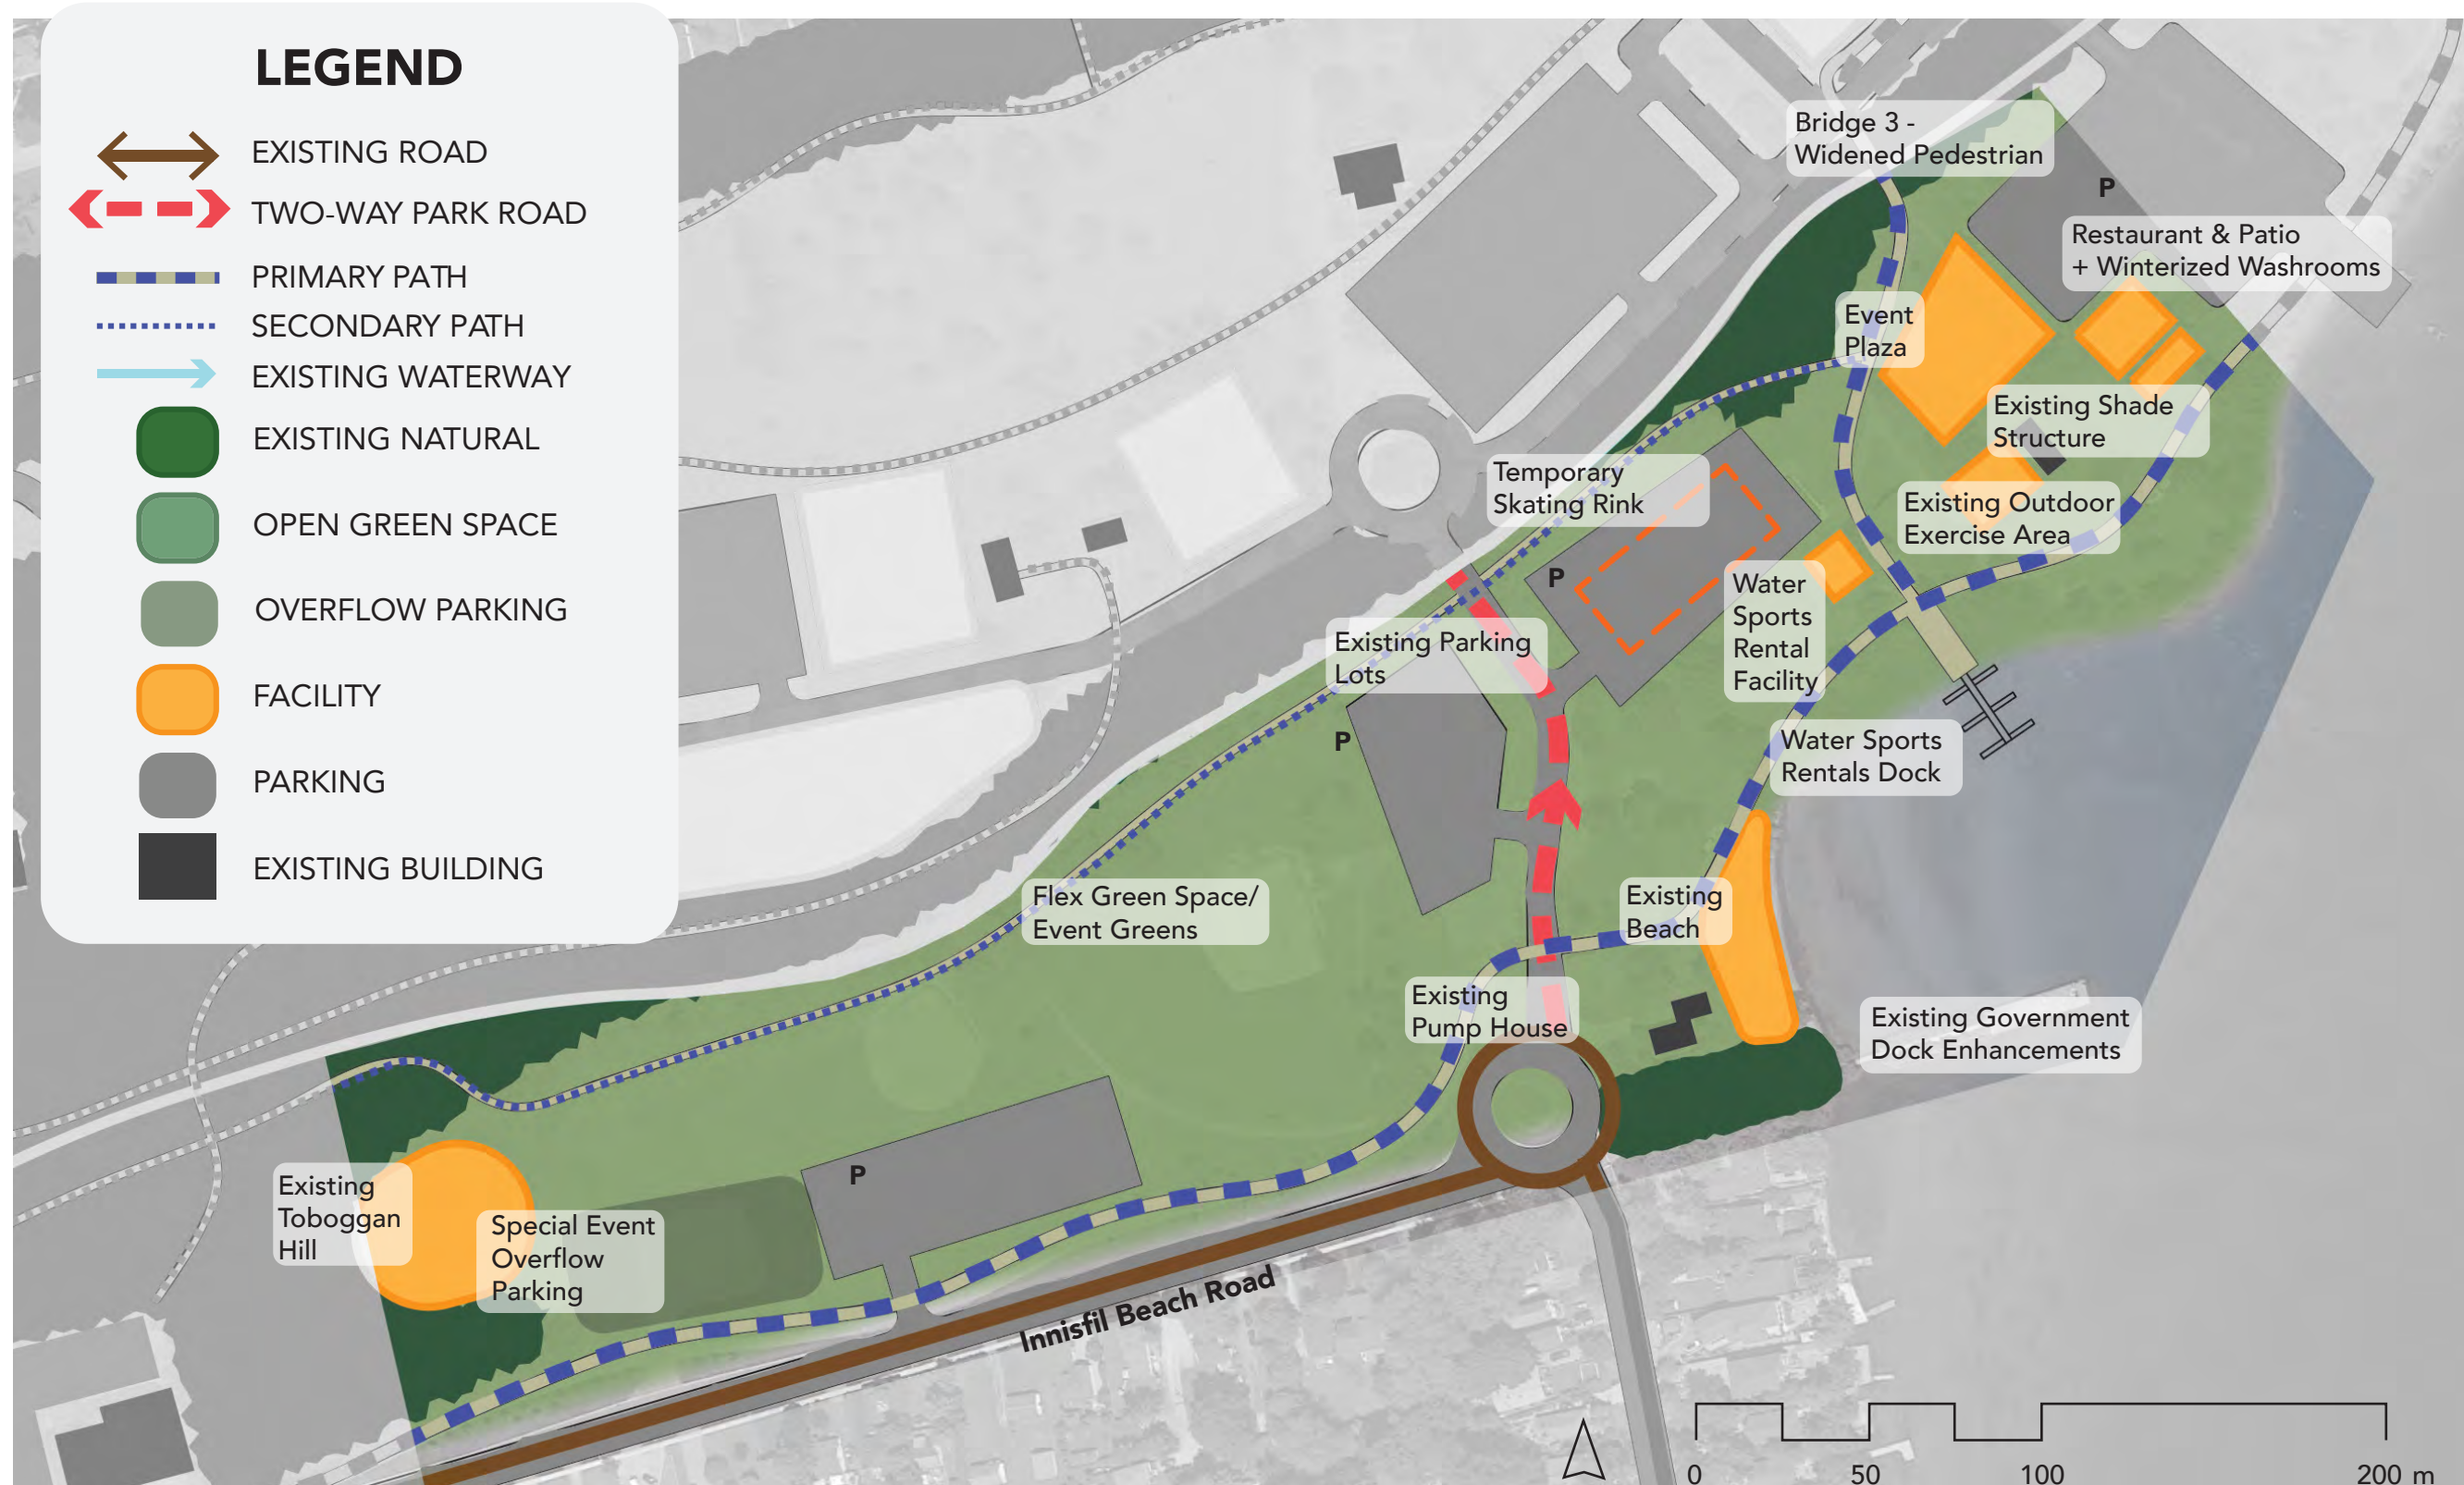 LEGEND
EXISTING ROAD
TWO-WAY PARK ROAD
PRIMARY PATH
SECONDARY PATH
EXISTING WATERWAY
EXISTING NATURAL
OPEN GREEN SPACE
OVERFLOW PARKING
FACILITY
PARKING
EXISTING BUILDING
Bridge 3 -
Widened Pedestrian
P
Restaurant & Patio
+ Winterized Washrooms
Event
Plaza
Existing Shade
Structure
Temporary
Skating Rink
Existing Outdoor
Exercise Area
P
Water
Sports
Rental
Facility
Existing Parking
Lots
P
Water Sports
Rentals Dock
Flex Green Space/
Event Greens
Existing
Beach
Existing
Pump House
Existing Government
Dock Enhancements
P
Existing
Toboggan
Hill
Special Event
Overflow
Parking
Innisfil Beach Road
0 50 100 200 m